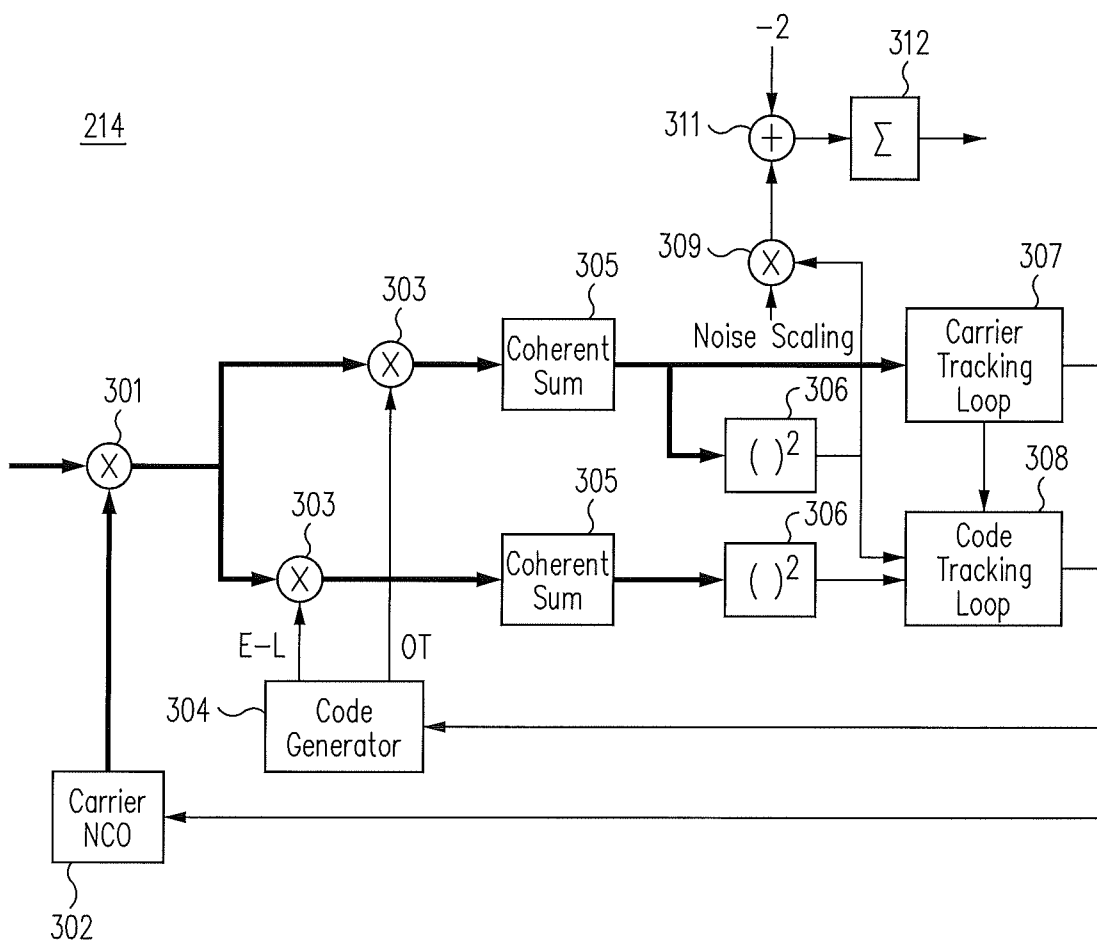 -2
312
214
311
Σ
+
309
X
305
307
303
Noise Scaling
Coherent
Sum
Carrier
Tracking
Loop
X
301
306
( )²
X
308
303
305
306
Coherent
Sum
( )²
Code
Tracking
Loop
X
E-L
OT
304
Code
Generator
Carrier
NCO
302